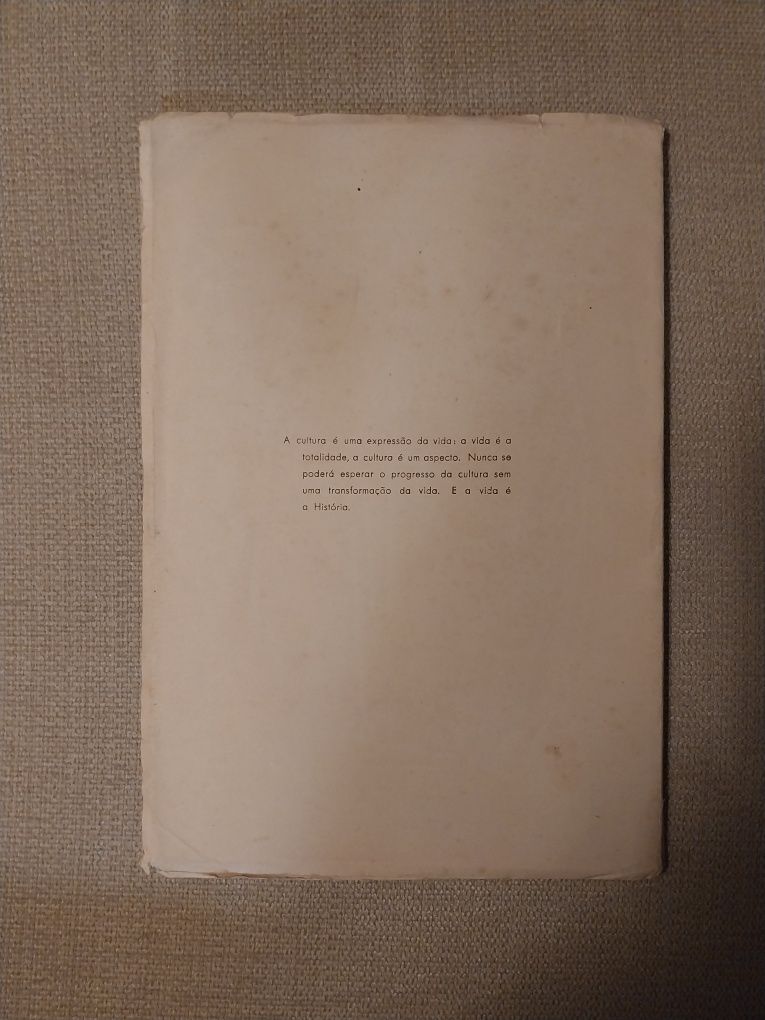 A cultura é uma expressão da vida: a vida é a
totalidade, a cultura é um aspecto. Nunca se
poderá esperar o progresso da cultura sem
uma transformação da vida. E a vida é
a História.